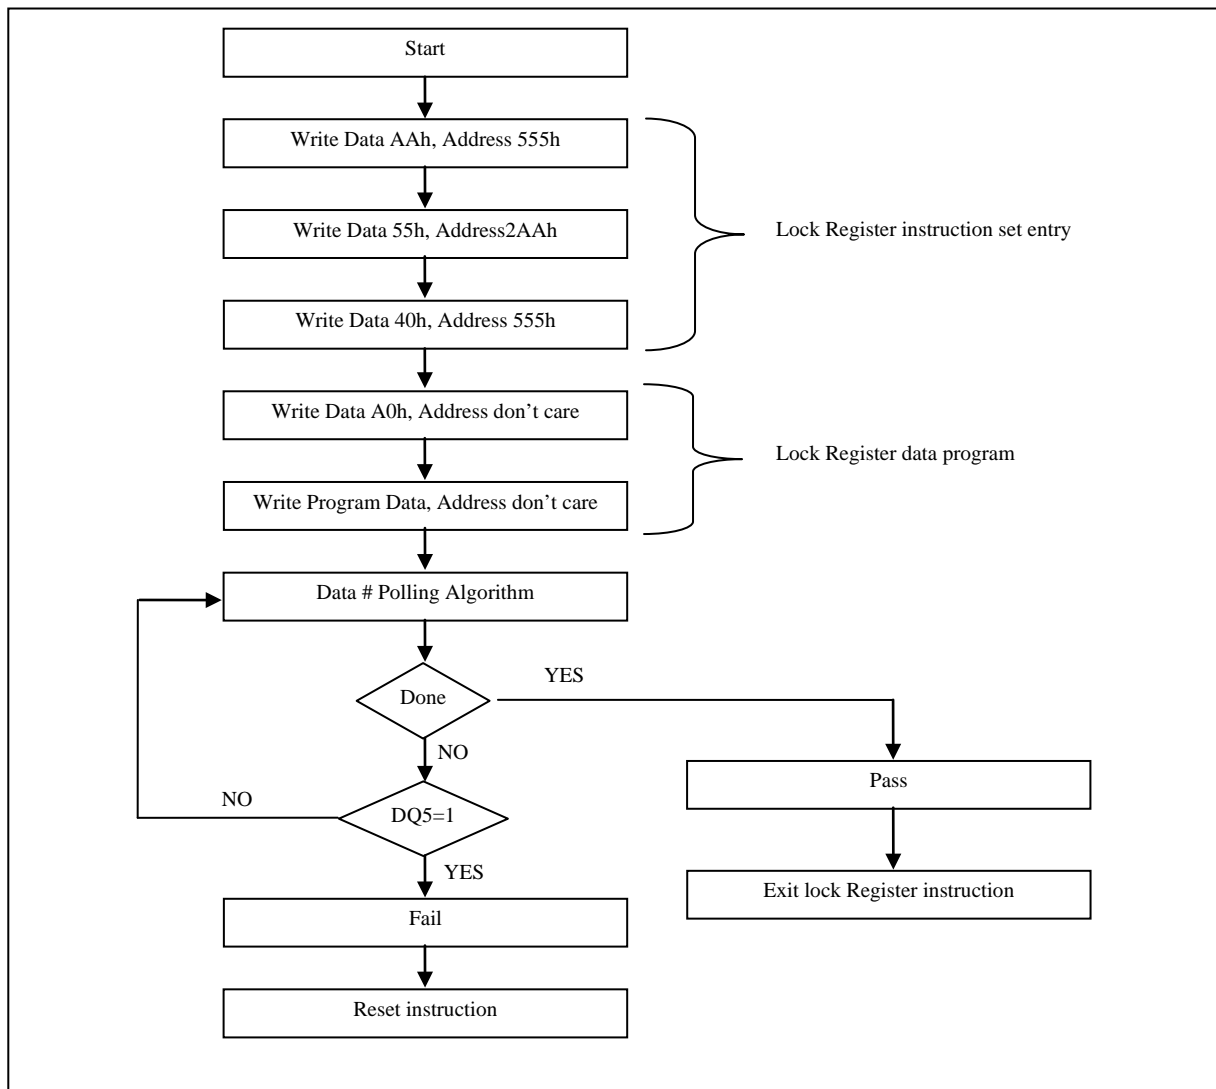 Start
Write Data AAh, Address 555h
Write Data 55h, Address2AAh
Lock Register instruction set entry
Write Data 40h, Address 555h
Write Data A0h, Address don’t care
Lock Register data program
Write Program Data, Address don’t care
Data # Polling Algorithm
Done
YES
NO
Pass
NO
DQ5=1
YES
Exit lock Register instruction
Fail
Reset instruction